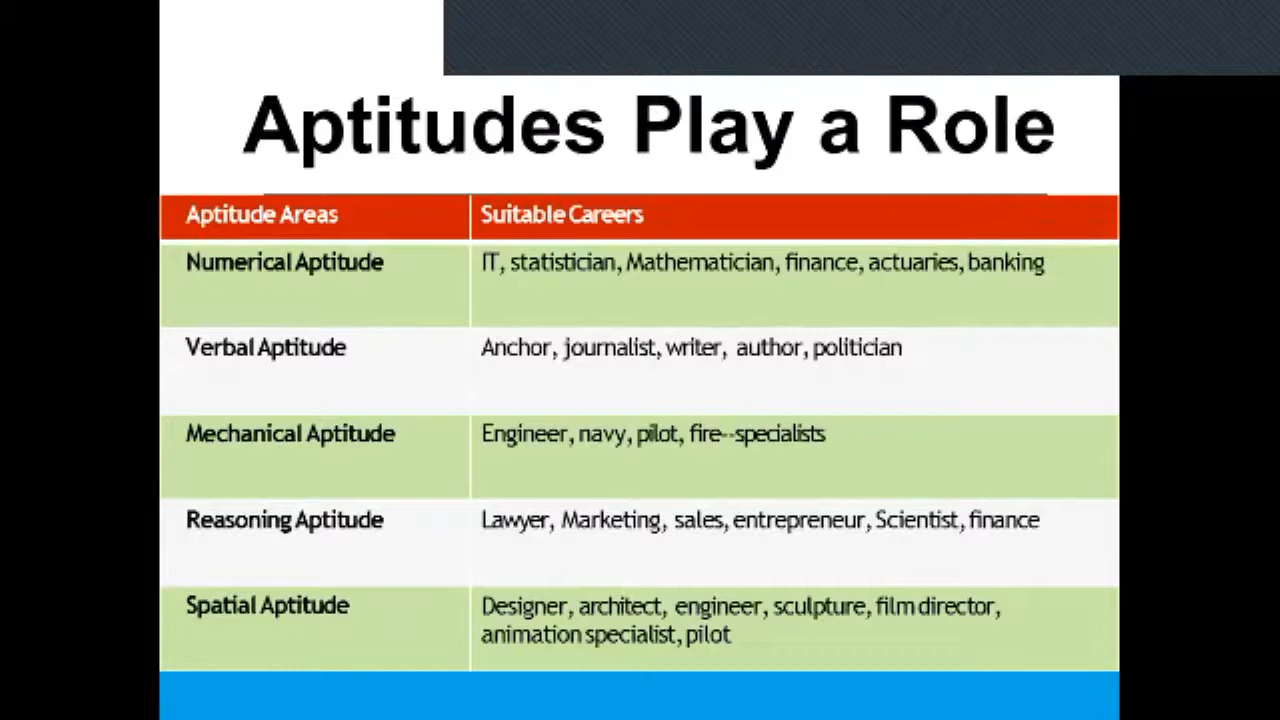 Aptitudes Play a Role
Aptitude Areas Suitable Careers
Numerical Aptitude IT, statistician, Mathematician, finance, actuaries, banking
Verbal Aptitude Anchor, journalist, writer, author, politician
Mechanical Aptitude Engineer, navy, pilot, fire--specialists
Reasoning Aptitude Lawyer, Marketing, sales, entrepreneur, Scientist, finance
Spatial Aptitude Designer, architect, engineer, sculpture, film director,
animation specialist, pilot